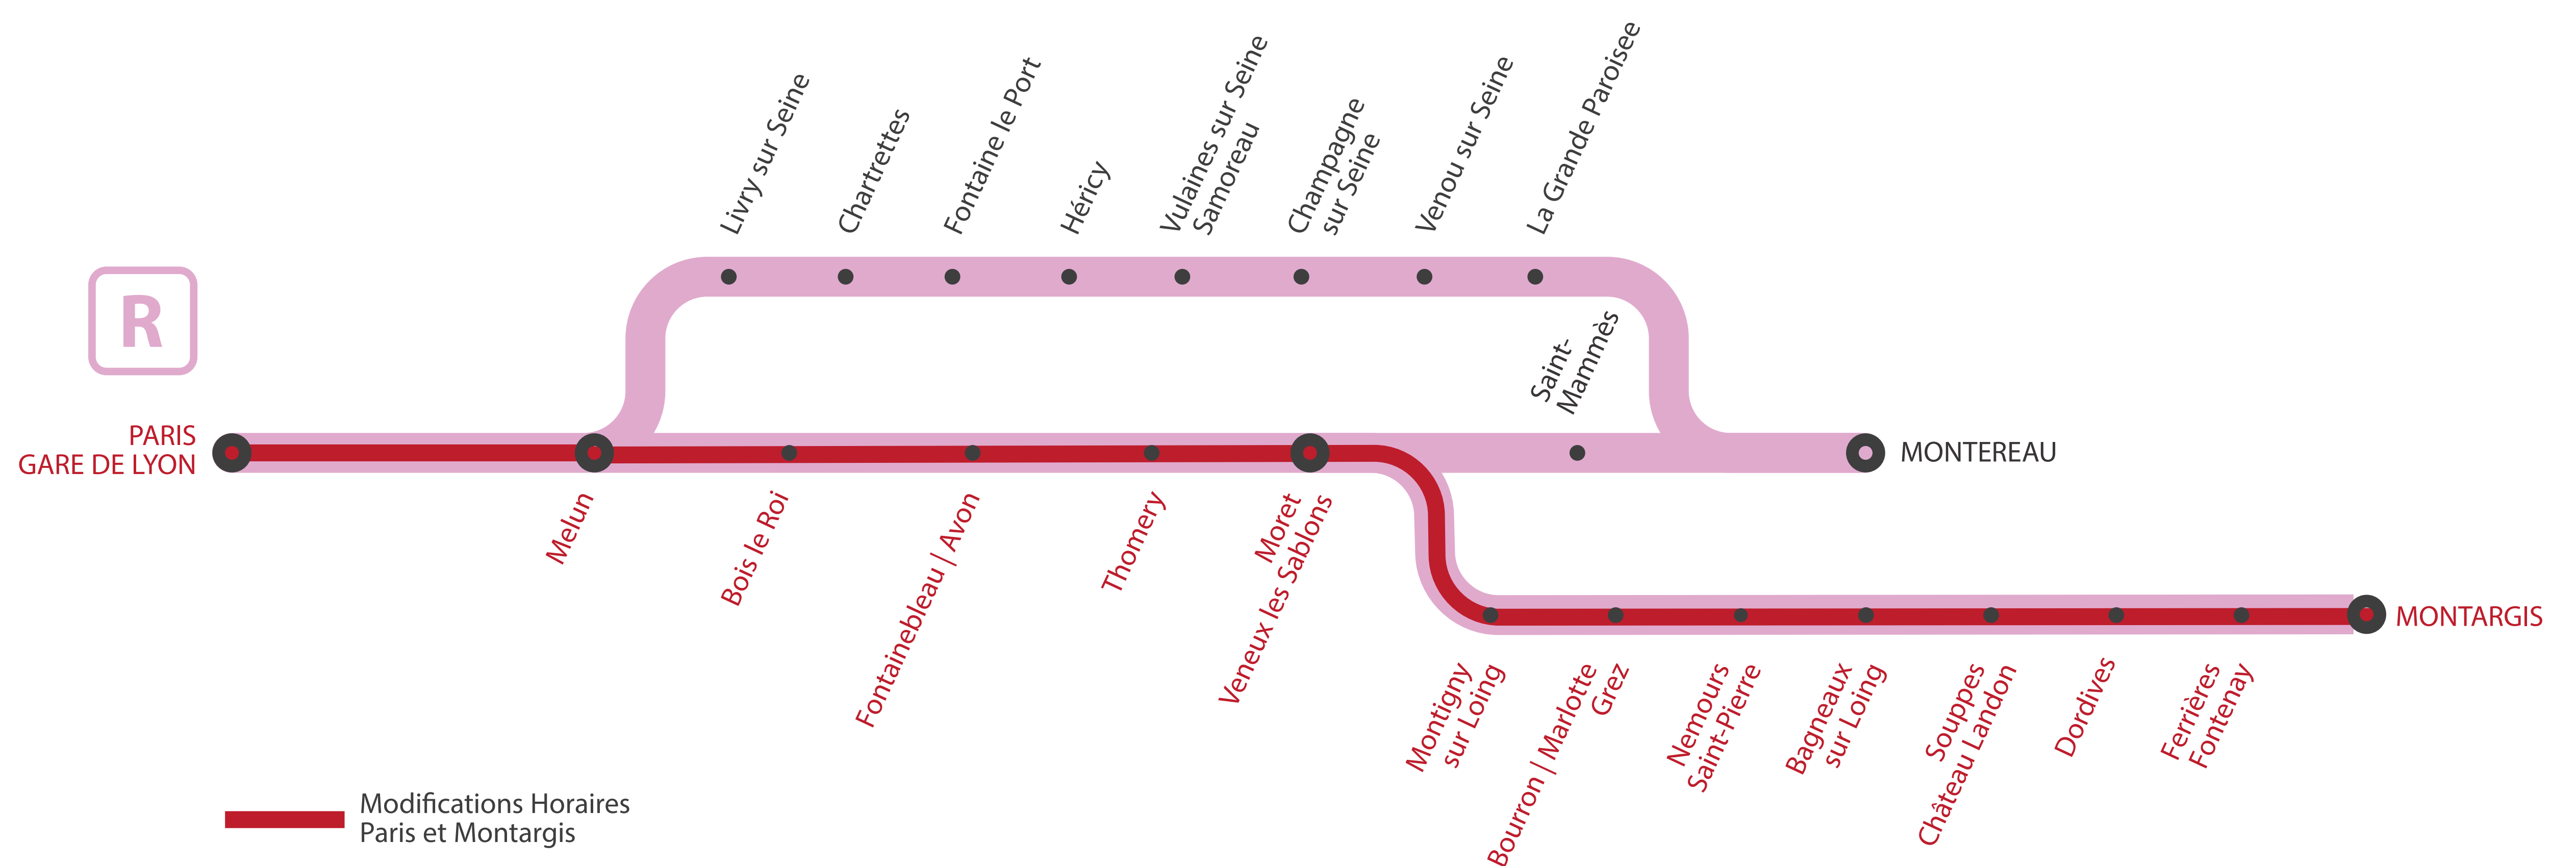 Livry sur Seine
Chartrettes
Fontaine le Port
Héricy
Vulaines sur Seine
Samoreau
Champagne
sur Seine
Venou sur Seine
La Grande Paroisee
R
Saint-
Mammès
PARIS
GARE DE LYON
MONTEREAU
Melun
Bois le Roi
Fontainebleau | Avon
Thomery
Moret
Veneux les Sablons
MONTARGIS
Montigny
sur Loing
Bourron | Marlotte
Grez
Nemours
Saint-Pierre
Bagneaux
sur Loing
Souppes
Château Landon
Dordives
Ferrières
Fontenay
Modifications Horaires
Paris et Montargis